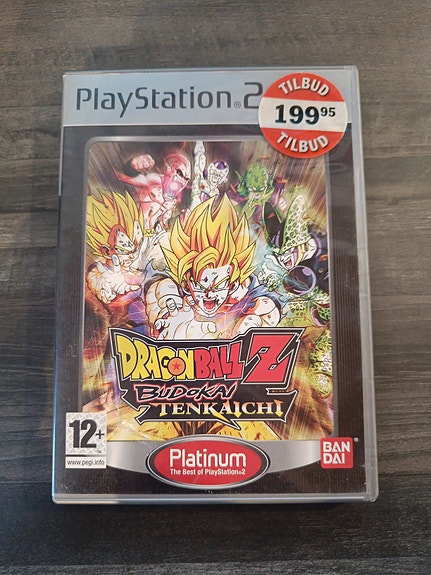 PlayStation®2
TILBUD
199 95
TILBUD
DRAGON BALL Z
BUDOKAI
TENKAICHI
12+
www.pegi.info
Platinum
The Best of PlayStation®2
BAN
DAI